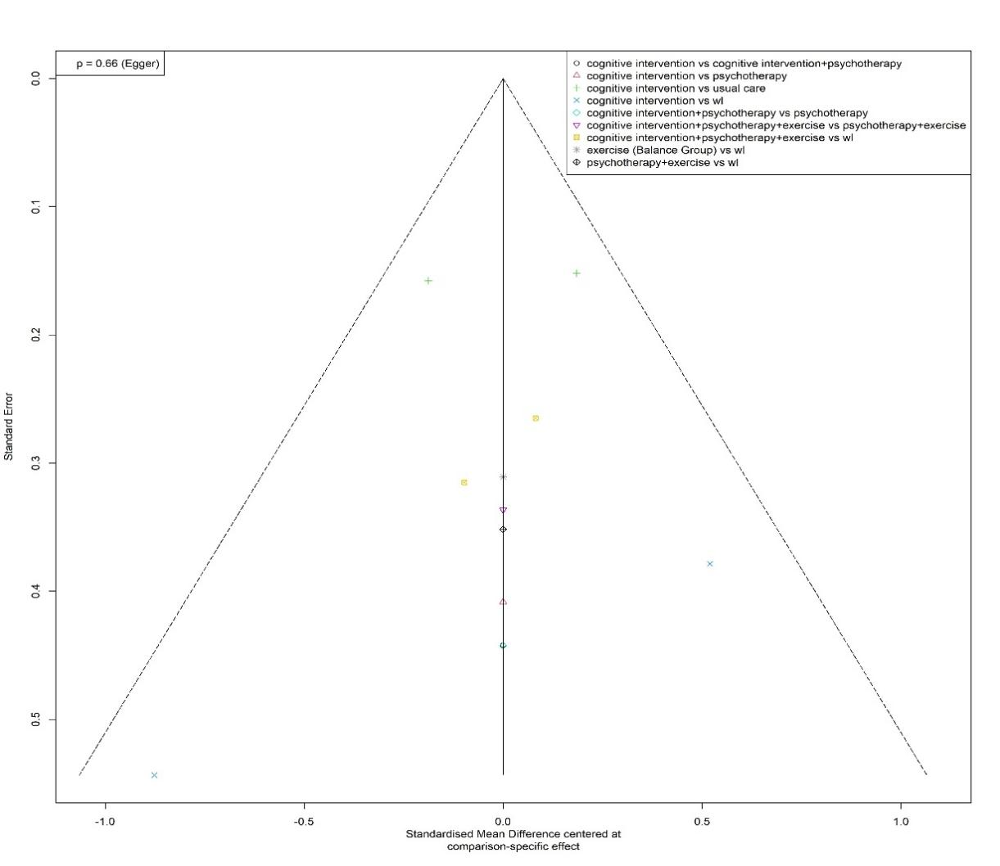 p = 0.66 (Egger)
cognitive intervention vs cognitive intervention+psychotherapy
cognitive intervention vs psychotherapy
cognitive intervention vs usual care
cognitive intervention vs wl
cognitive intervention+psychotherapy vs psychotherapy
cognitive intervention+psychotherapy+exercise vs psychotherapy+exercise
cognitive intervention+psychotherapy+exercise vs wl
exercise (Balance Group) vs wl
psychotherapy+exercise vs wl
0.0
0.1
0.2
0.3
0.4
0.5
Standard Error
-1.0 -0.5 0.0 0.5 1.0
Standardised Mean Difference centered at
comparison-specific effect